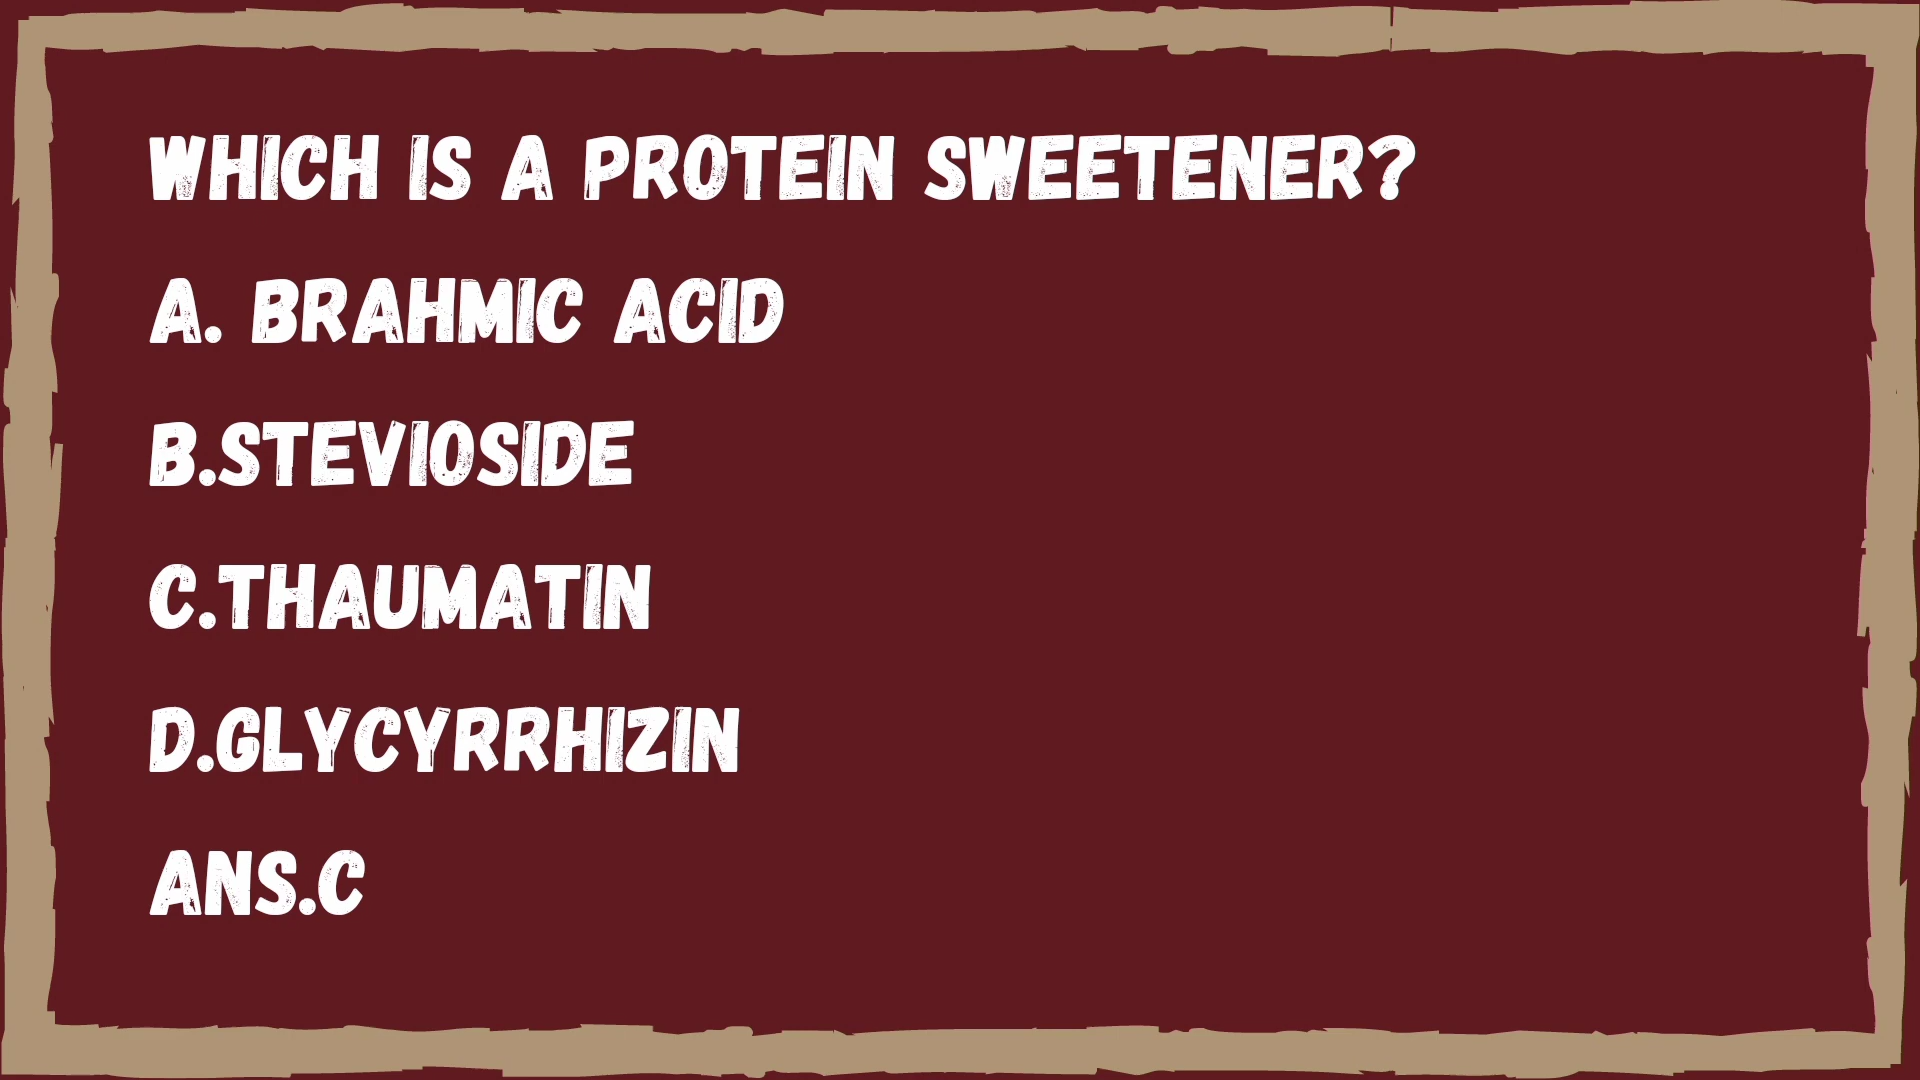 WHICH IS A PROTEIN SWEETENER?
A. BRAHMIC ACID
B.STEVIOSIDE
C.THAUMATIN
D.GLYCYRRHIZIN
ANS.C